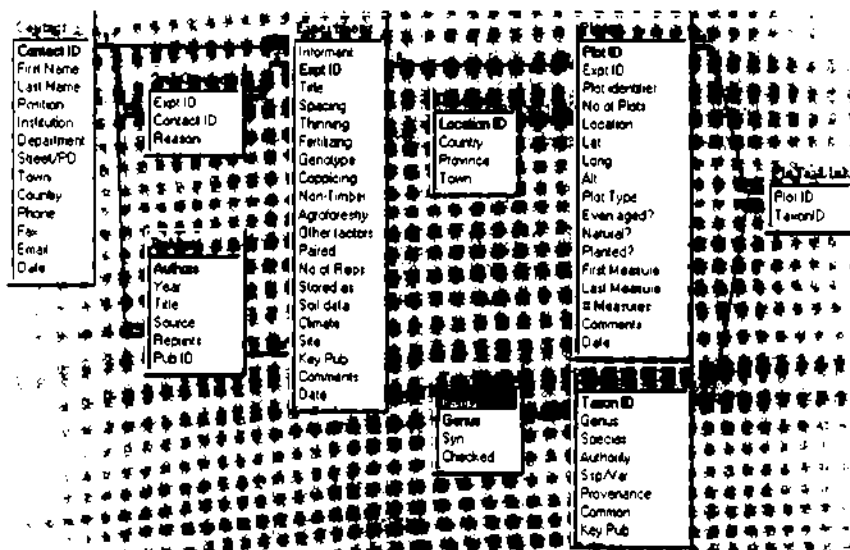 Contact
Contact ID
First Name
Last Name
Position
Institution
Department
Street/PO
Town
Country
Phone
Fax
Email
Date
Expt ID
Contact ID
Reason
Authors
Year
Title
Source
Reprints
Pub ID
Informant
Expt ID
Title
Spacing
Thinning
Fertilizing
Genotype
Coppicing
Non-Timber
Agroforestry
Other factors
Paired
No of Reps
Stored as
Soil data
Climate
Site
Key Pub
Comments
Date
Location ID
Country
Province
Town
Genus
Syn
Checked
Plot ID
Expt ID
Plot identifier
No of Plots
Location
Lat
Long
Alt
Plot Type
Even aged?
Natural?
Planted?
First Measure
Last Measure
# Measures
Comments
Date
Taxon ID
Genus
Species
Authority
Ssp/Var
Provenance
Common
Key Pub
PlotTaxLink
Plot ID
TaxonID